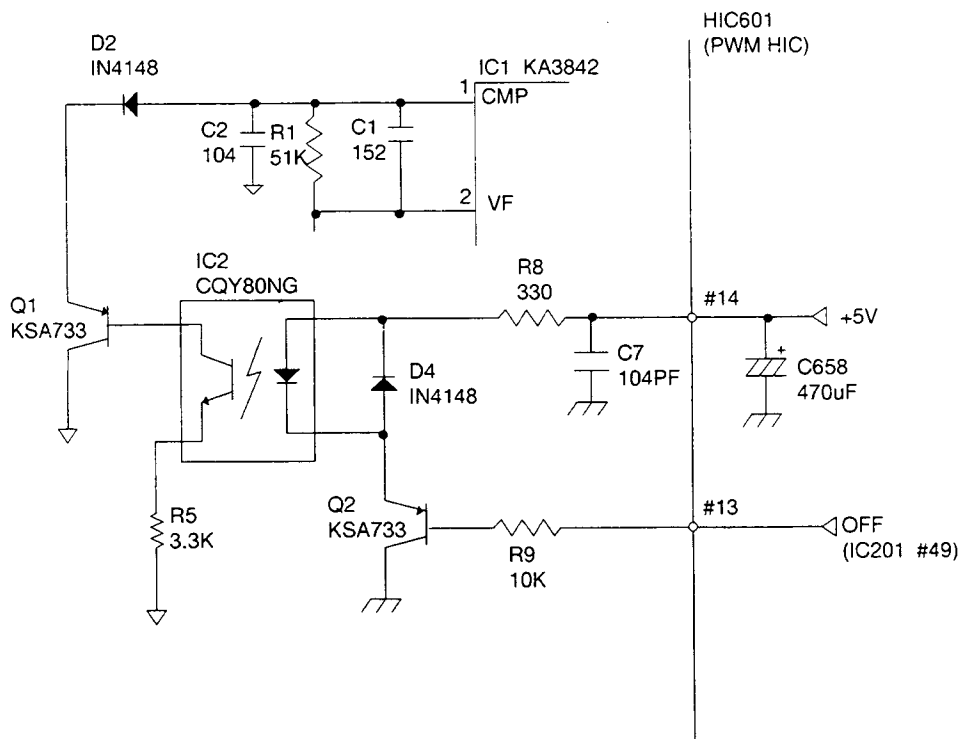 HIC601
(PWM HIC)
D2
IN4148
IC1 KA3842
1
CMP
C2
104
R1
51K
C1
152
2
VF
IC2
CQY80NG
Q1
KSA733
R8
330
#14
+5V
C7
104PF
+
C658
470uF
D4
IN4148
R5
3.3K
Q2
KSA733
R9
10K
#13
OFF
(IC201 #49)